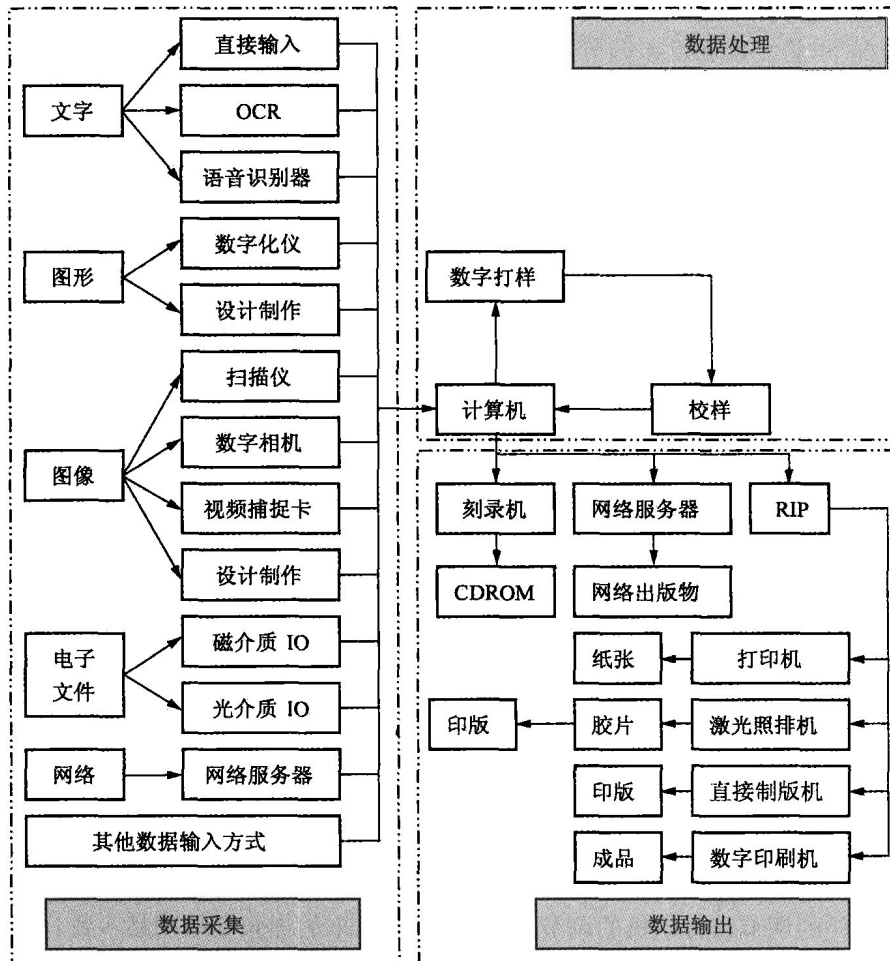 直接输入
文字
OCR
语音识别器
数字化仪
图形
设计制作
扫描仪
数字相机
图像
视频捕捉卡
设计制作
磁介质 IO
电子
文件
光介质 IO
网络
网络服务器
其他数据输入方式
数据采集
数据处理
数字打样
计算机
校样
刻录机
网络服务器
RIP
CDROM
网络出版物
纸张
打印机
印版
胶片
激光照排机
印版
直接制版机
成品
数字印刷机
数据输出